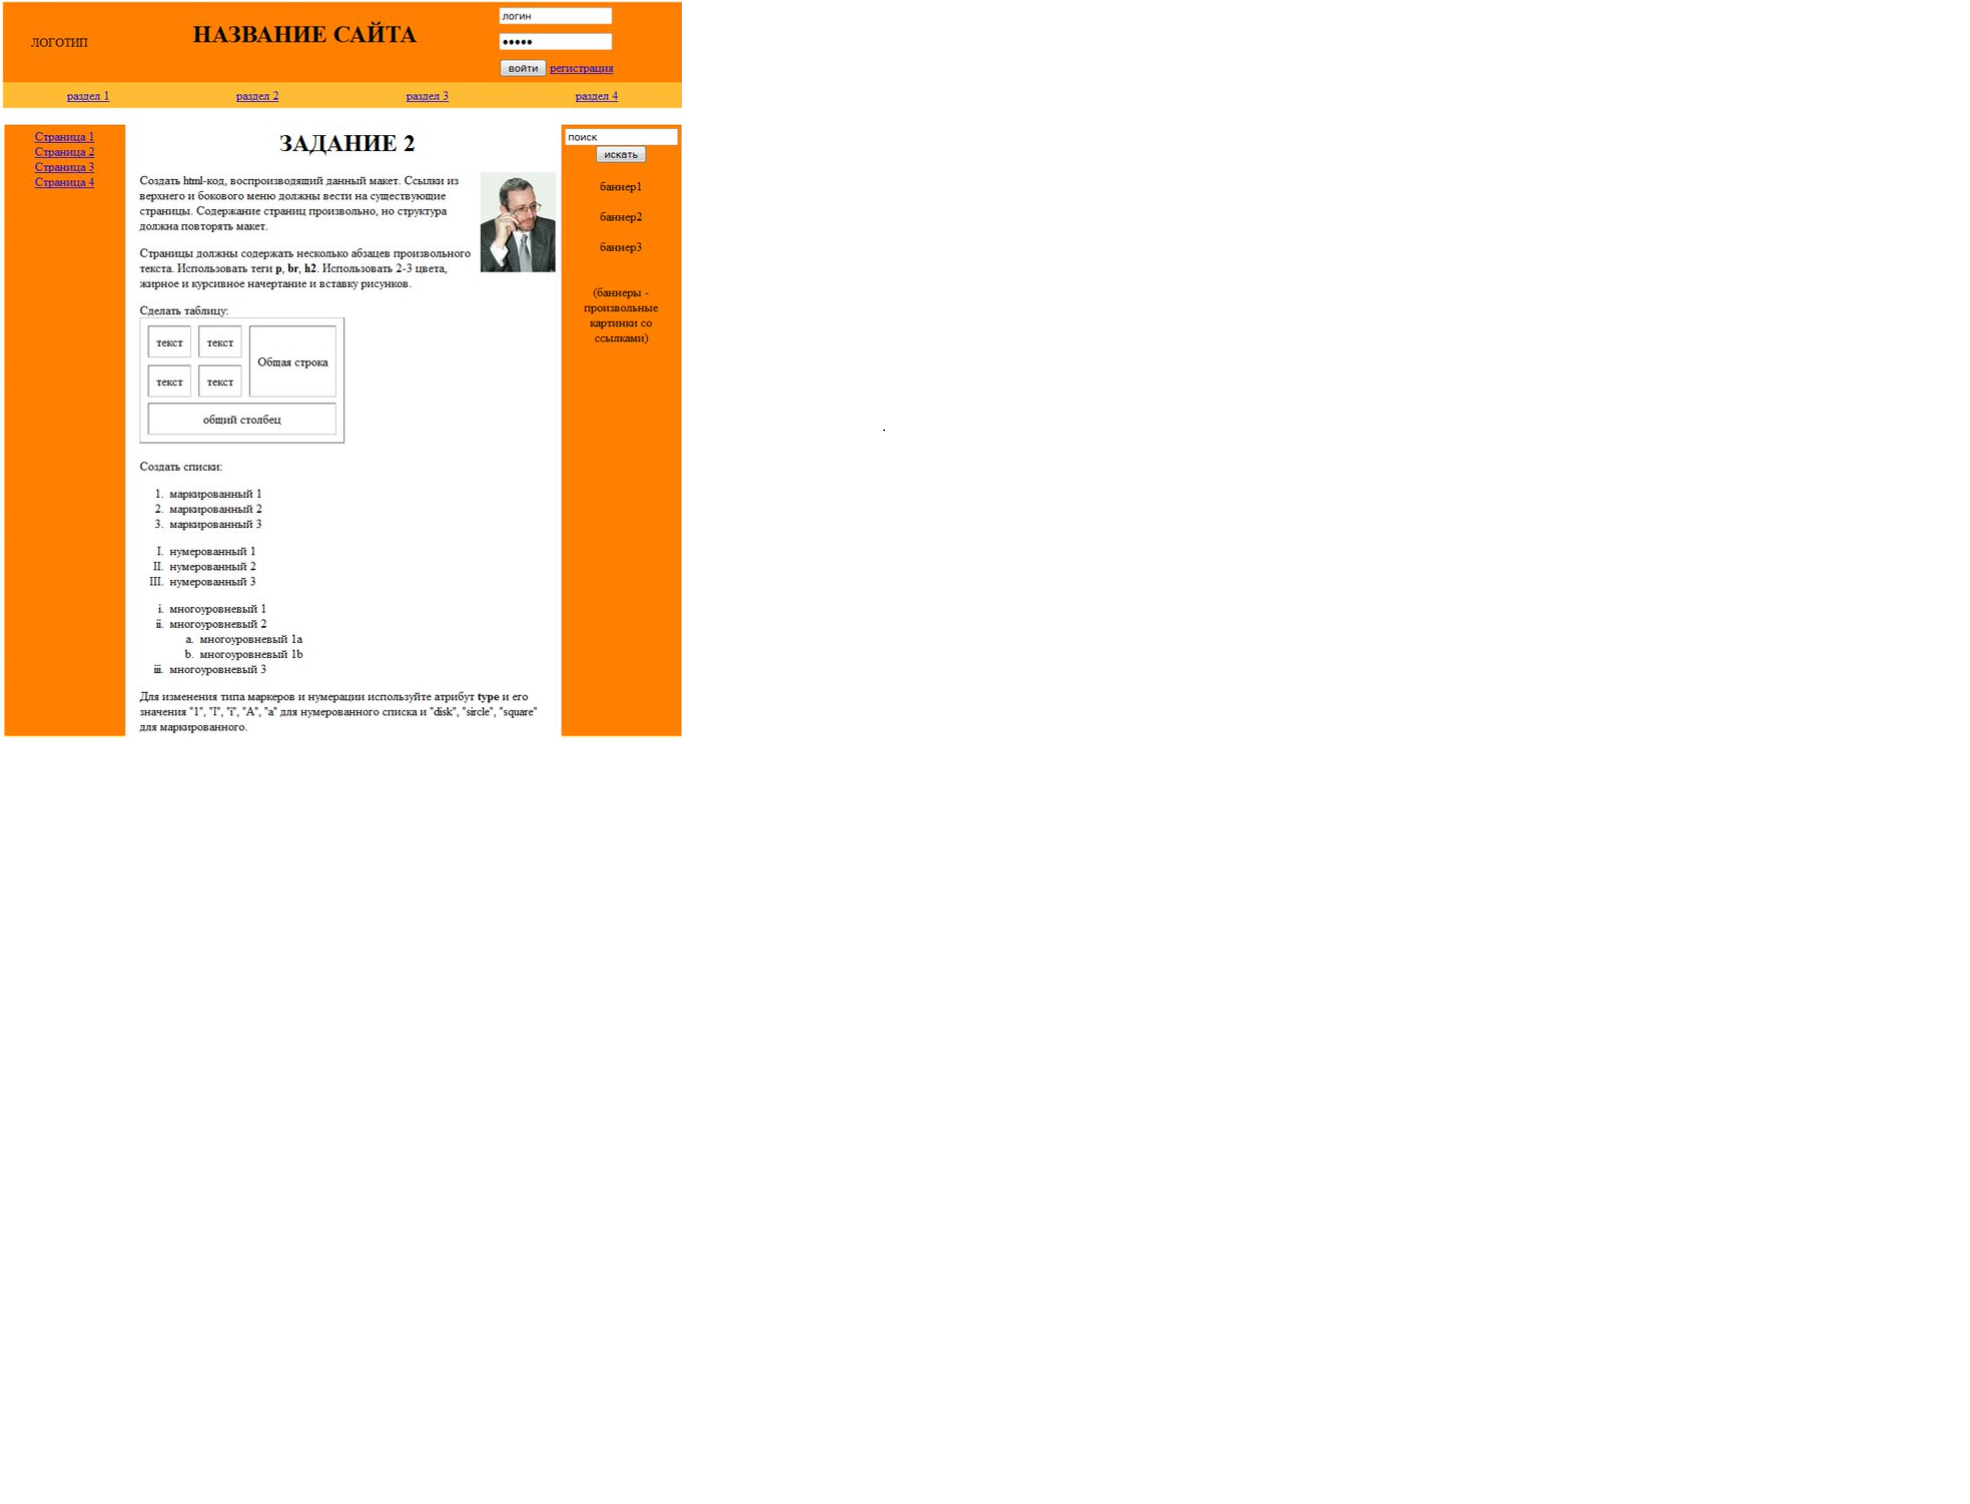 ЛОГОТИП
НАЗВАНИЕ САЙТА
логин
●●●●●
войти регистрация
раздел 1 раздел 2 раздел 3 раздел 4
Страница 1
Страница 2
Страница 3
Страница 4
ЗАДАНИЕ 2
Создать html-код, воспроизводящий данный макет. Ссылки из
верхнего и бокового меню должны вести на существующие
страницы. Содержание страниц произвольно, но структура
должна повторять макет.
Страницы должны содержать несколько абзацев произвольного
текста. Использовать теги p, br, h2. Использовать 2-3 цвета,
жирное и курсивное начертание и вставку рисунков.
Сделать таблицу:
текст текст Общая строка
текст текст
общий столбец
Создать списки:
1. маркированный 1
2. маркированный 2
3. маркированный 3
I. нумерованный 1
II. нумерованный 2
III. нумерованный 3
i. многоуровневый 1
ii. многоуровневый 2
a. многоуровневый 1a
b. многоуровневый 1b
iii. многоуровневый 3
Для изменения типа маркеров и нумерации используйте атрибут type и его
значения "1", "I", "i", "A", "a" для нумерованного списка и "disk", "sircle", "square"
для маркированного.
поиск
искать
баннер1
баннер2
баннер3
(баннеры -
произвольные
картинки со
ссылками)
.